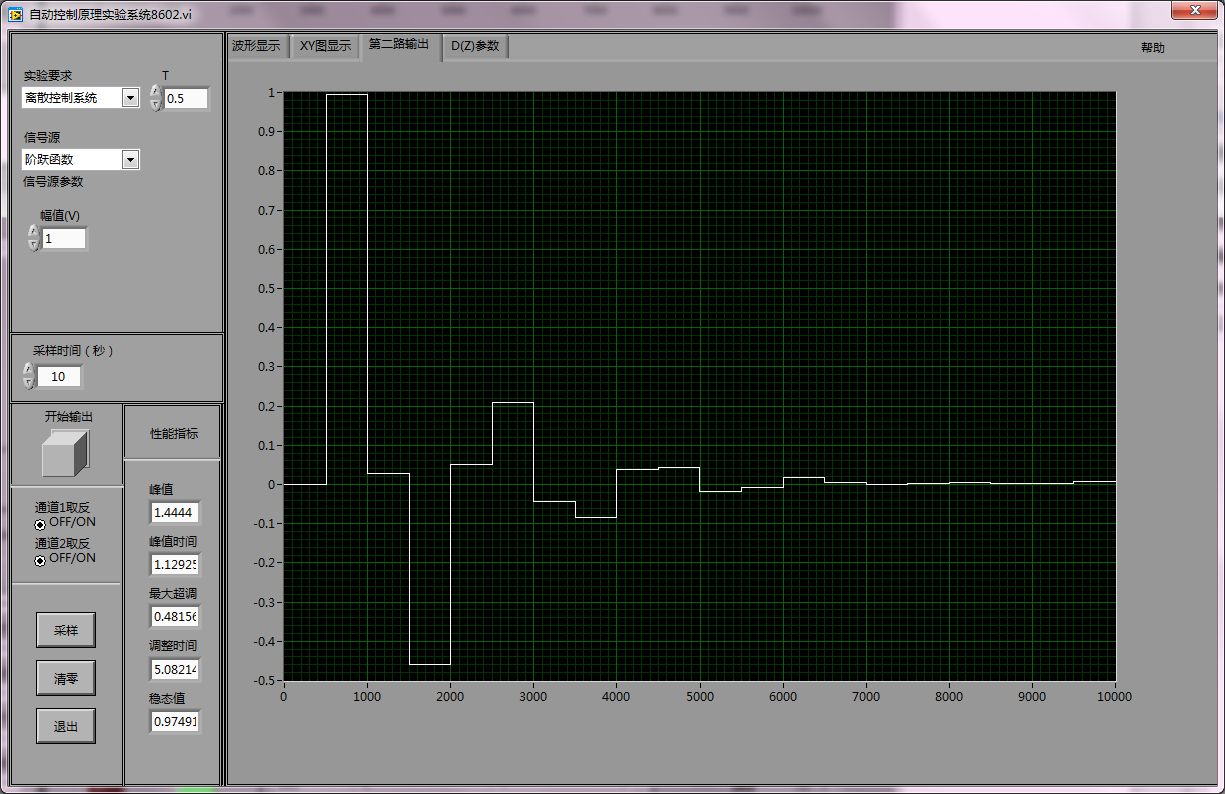 自动控制原理实验系统8602.vi
波形显示 XY图显示 第二路输出 D(Z)参数
帮助
实验要求 T
离散控制系统 0.5
信号源
阶跃函数
信号源参数
幅值(V)
1
采样时间(秒)
10
开始输出
性能指标
通道1取反
OFF/ON
通道2取反
OFF/ON
采样
清零
退出
峰值
1.4444
峰值时间
1.12925
最大超调
0.48156
调整时间
5.08214
稳态值
0.97491
1
0.9
0.8
0.7
0.6
0.5
0.4
0.3
0.2
0.1
0
-0.1
-0.2
-0.3
-0.4
-0.5
0 1000 2000 3000 4000 5000 6000 7000 8000 9000 10000